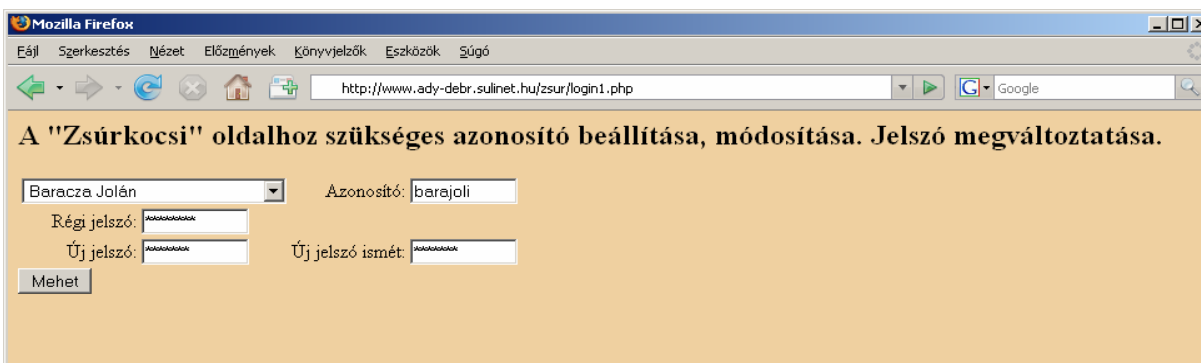 Mozilla Firefox
Fájl Szerkesztés Nézet Előzmények Könyvjelzők Eszközök Súgó
http://www.ady-debr.sulinet.hu/zsur/login1.php G Google
A "Zsúrkocsi" oldalhoz szükséges azonosító beállítása, módosítása. Jelszó megváltoztatása.
Baracza Jolán Azonosító: barajoli
Régi jelszó: *********
Új jelszó: ******** Új jelszó ismét: ********
Mehet